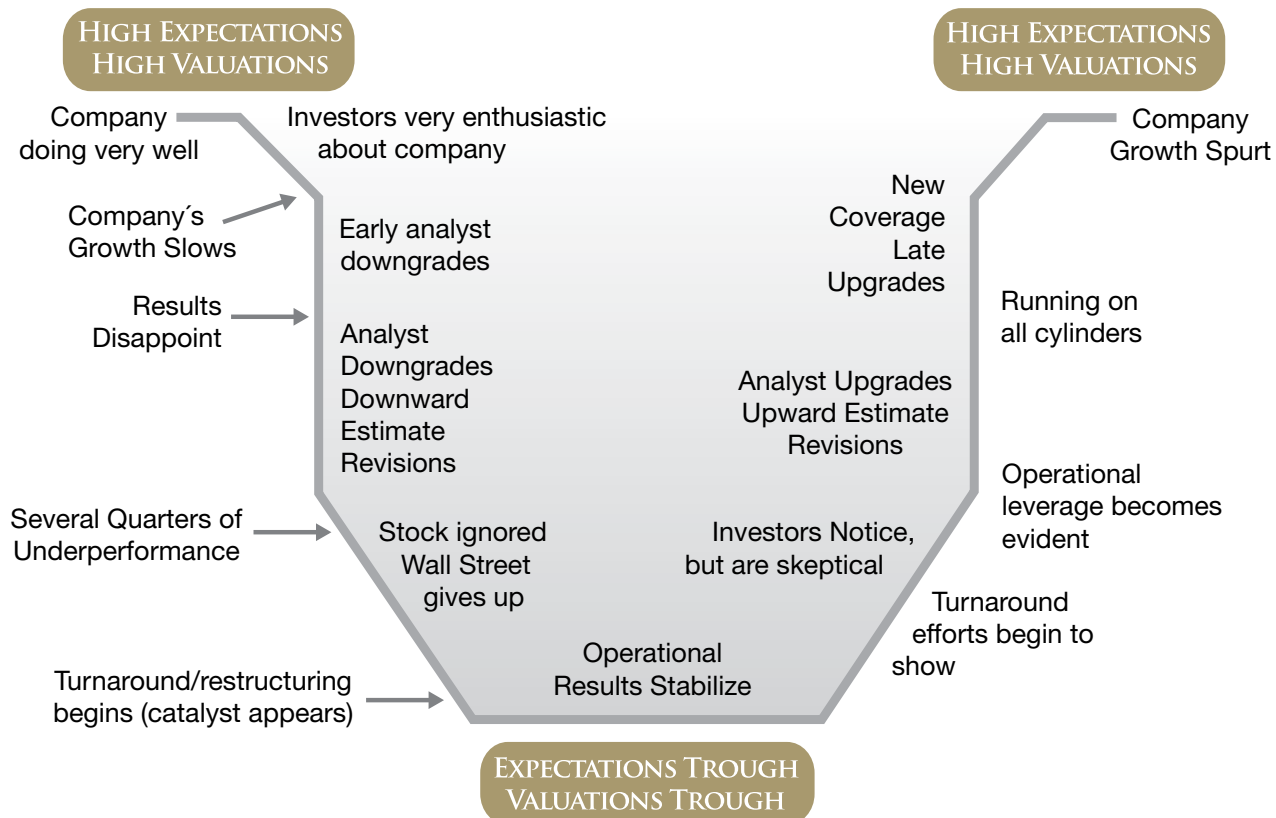 HIGH EXPECTATIONS
HIGH VALUATIONS
HIGH EXPECTATIONS
HIGH VALUATIONS
Company
doing very well
Investors very enthusiastic
about company
Company
Growth Spurt
Company´s
Growth Slows
Early analyst
downgrades
New
Coverage
Late
Upgrades
Results
Disappoint
Running on
all cylinders
Analyst
Downgrades
Downward
Estimate
Revisions
Analyst Upgrades
Upward Estimate
Revisions
Operational
leverage becomes
evident
Several Quarters of
Underperformance
Stock ignored
Wall Street
gives up
Investors Notice,
but are skeptical
Turnaround
efforts begin to
show
Operational
Results Stabilize
Turnaround/restructuring
begins (catalyst appears)
EXPECTATIONS TROUGH
VALUATIONS TROUGH